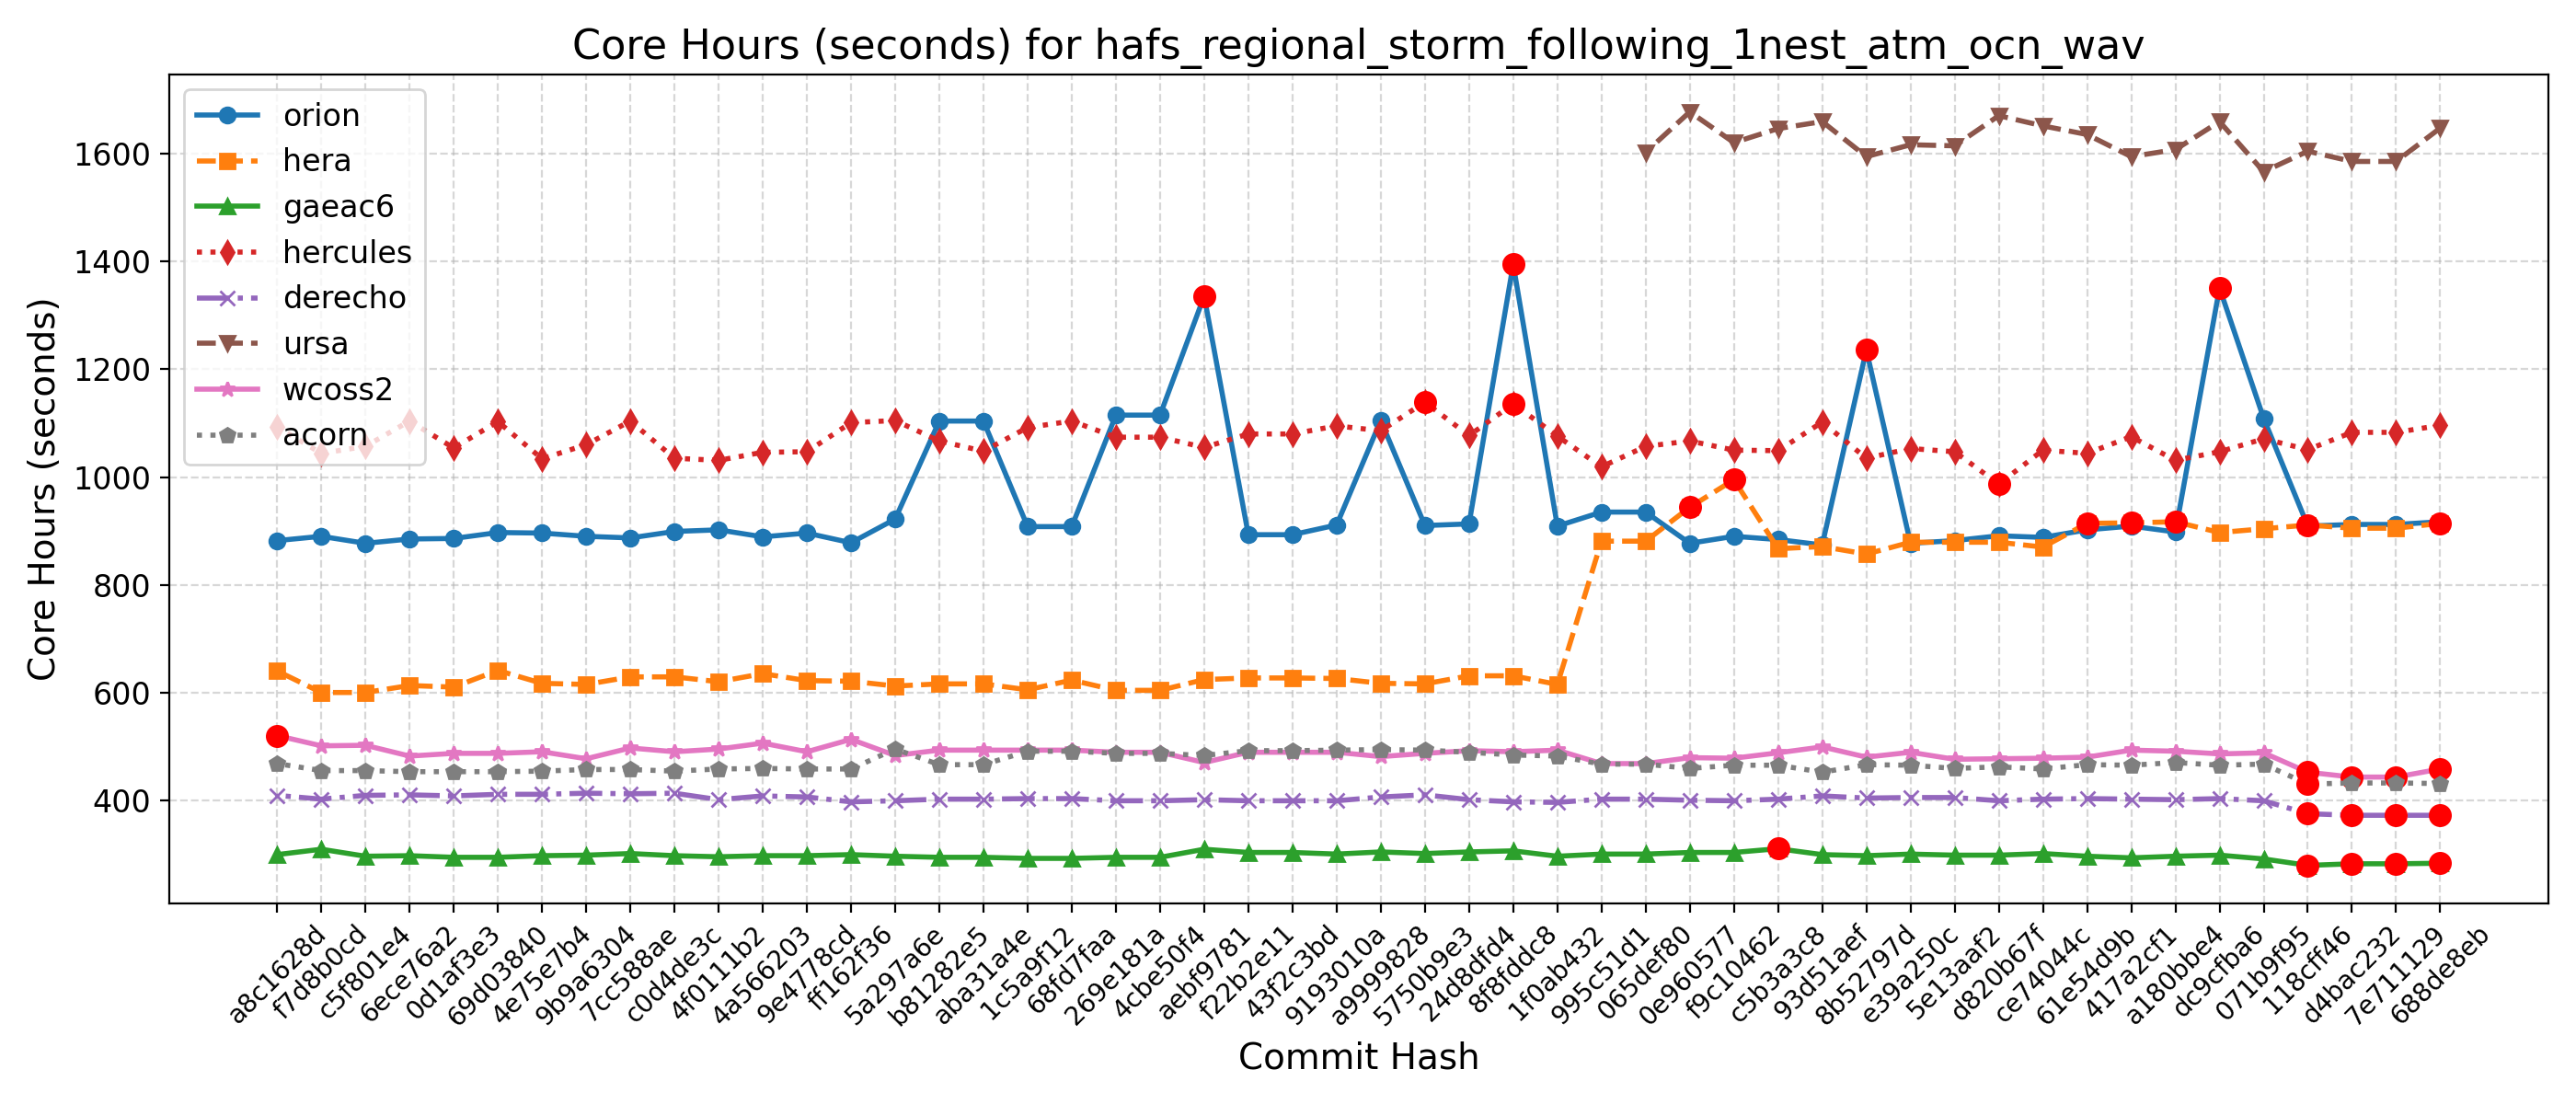 Core Hours (seconds) for hafs_regional_storm_following_1nest_atm_ocn_wav
orion
hera
gaeac6
hercules
derecho
ursa
wcoss2
acorn
Core Hours (seconds)
1600
1400
1200
1000
800
600
400
a8c1628d
f7d8b0cd
c5f801e4
6ece76a2
0d1af3e3
69d03840
4e75e7b4
9b9a6304
7cc588ae
c0d4de3c
4f0111b2
4a566203
9e4778cd
ff162f36
5a297a6e
b81282e5
aba31a4e
1c5a9f12
68fd7faa
269e181a
4cbe50f4
aebf9781
f22b2e11
43f2c3bd
9193010a
a9999828
5750b9e3
24d8dfd4
8f8fddc8
1f0ab432
995c51d1
065def80
0e960577
f9c10462
c5b3a3c8
93d51aef
8b52797d
e39a250c
5e13aaf2
d820b67f
ce74044c
61e54d9b
417a2cf1
a180bbe4
dc9cfba6
071b9f95
118cff46
d4bac232
7e711129
688de8eb
Commit Hash